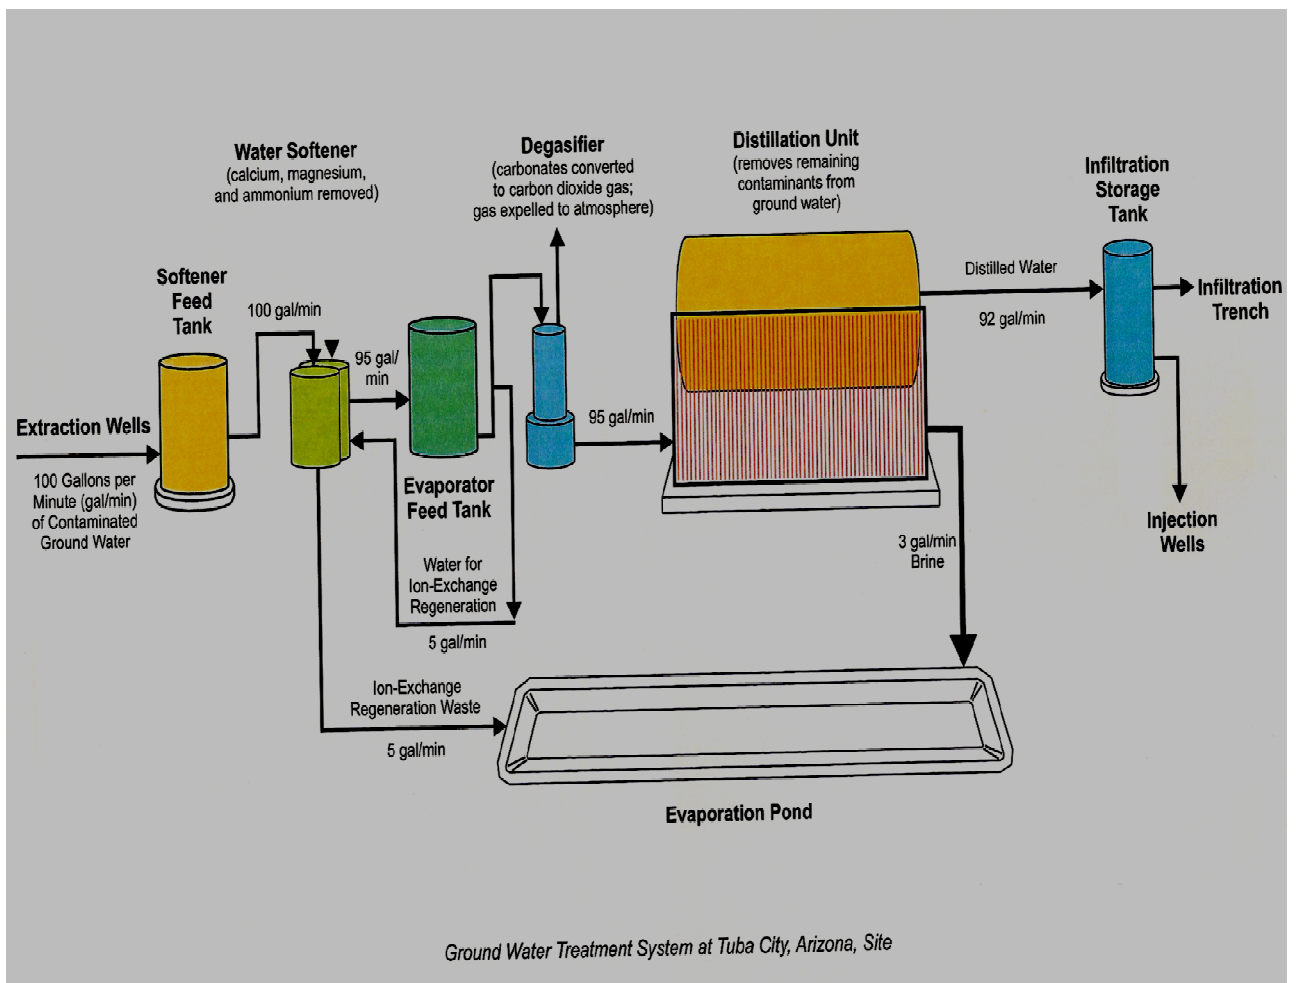 Water Softener
(calcium, magnesium,
and ammonium removed)
Degasifier
(carbonates converted
to carbon dioxide gas;
gas expelled to atmosphere)
Distillation Unit
(removes remaining
contaminants from
ground water)
Infiltration
Storage
Tank
Softener
Feed
Tank
100 gal/min
95 gal/
min
Distilled Water
92 gal/min
Infiltration
Trench
Extraction Wells
100 Gallons per
Minute (gal/min)
of Contaminated
Ground Water
95 gal/min
Evaporator
Feed Tank
Injection
Wells
3 gal/min
Brine
Water for
Ion-Exchange
Regeneration
5 gal/min
Ion-Exchange
Regeneration Waste
5 gal/min
Evaporation Pond
Ground Water Treatment System at Tuba City, Arizona, Site